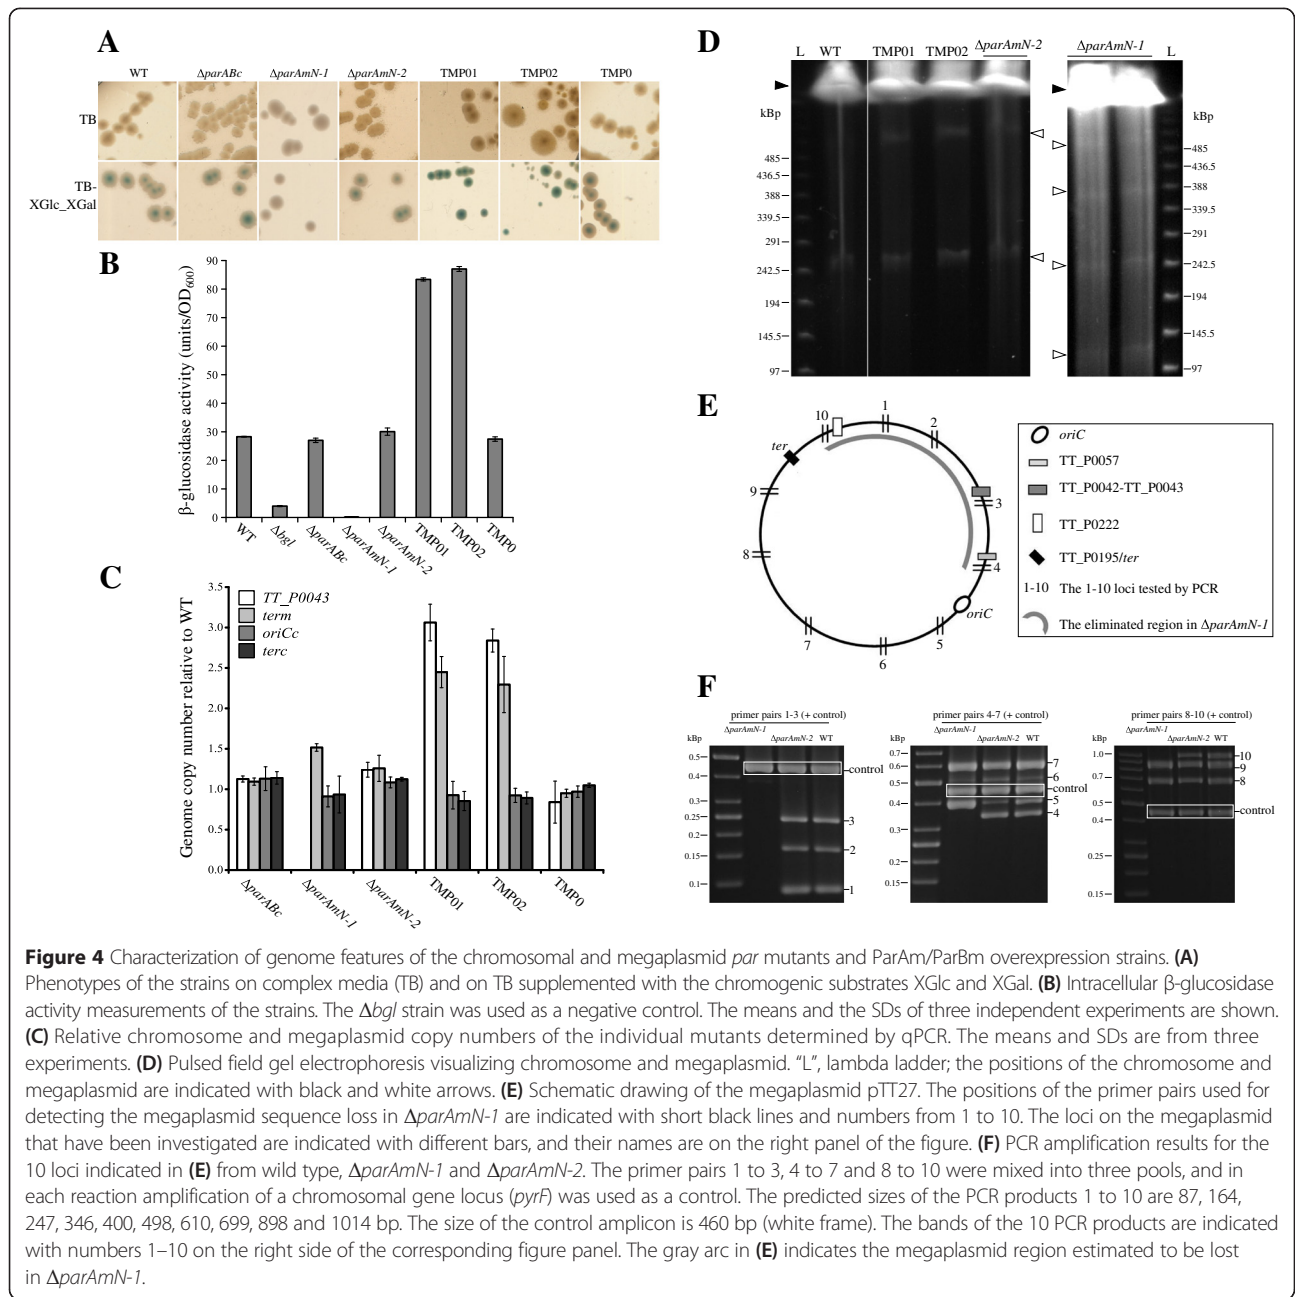 A
WT ΔparABc ΔparAmN-1 ΔparAmN-2 TMP01 TMP02 TMP0
TB
TB-
XGlc_XGal
B
β-glucosidase activity (units/OD600)
90
80
70
60
50
40
30
20
10
0
WT Δbgl ΔparABc ΔparAmN-1 ΔparAmN-2 TMP01 TMP02 TMP0
C
Genome copy number relative to WT
3.5
3.0
2.5
2.0
1.5
1.0
0.5
0.0
TT_P0043
term
oriCc
terc
ΔparABc ΔparAmN-1 ΔparAmN-2 TMP01 TMP02 TMP0
D
L WT TMP01 TMP02 ΔparAmN-2 ΔparAmN-1 L
kBp
485
436.5
388
339.5
291
242.5
194
145.5
97
kBp
485
436.5
388
339.5
291
242.5
194
145.5
97
E
10 1 2 3 4 5 6 7 8 9
ter
oriC
oriC
TT_P0057
TT_P0042-TT_P0043
TT_P0222
TT_P0195/ter
1-10 The 1-10 loci tested by PCR
The eliminated region in ΔparAmN-1
F
primer pairs 1-3 (+ control)
ΔparAmN-1
kBp ΔparAmN-2 WT
0.5
0.4
0.3
0.25
0.2
0.15
0.1
control
3
2
1
primer pairs 4-7 (+ control)
ΔparAmN-1
kBp ΔparAmN-2 WT
0.7
0.6
0.5
0.4
0.3
0.2
0.15
7
6
control
5
4
primer pairs 8-10 (+ control)
ΔparAmN-1
kBp ΔparAmN-2 WT
1.0
0.7
0.5
0.4
0.25
0.15
10
9
8
control
Figure 4 Characterization of genome features of the chromosomal and megaplasmid par mutants and ParAm/ParBm overexpression strains. (A)
Phenotypes of the strains on complex media (TB) and on TB supplemented with the chromogenic substrates XGlc and XGal. (B) Intracellular β-glucosidase
activity measurements of the strains. The Δbgl strain was used as a negative control. The means and the SDs of three independent experiments are shown.
(C) Relative chromosome and megaplasmid copy numbers of the individual mutants determined by qPCR. The means and SDs are from three
experiments. (D) Pulsed field gel electrophoresis visualizing chromosome and megaplasmid. “L”, lambda ladder; the positions of the chromosome and
megaplasmid are indicated with black and white arrows. (E) Schematic drawing of the megaplasmid pTT27. The positions of the primer pairs used for
detecting the megaplasmid sequence loss in ΔparAmN-1 are indicated with short black lines and numbers from 1 to 10. The loci on the megaplasmid
that have been investigated are indicated with different bars, and their names are on the right panel of the figure. (F) PCR amplification results for the
10 loci indicated in (E) from wild type, ΔparAmN-1 and ΔparAmN-2. The primer pairs 1 to 3, 4 to 7 and 8 to 10 were mixed into three pools, and in
each reaction amplification of a chromosomal gene locus (pyrF) was used as a control. The predicted sizes of the PCR products 1 to 10 are 87, 164,
247, 346, 400, 498, 610, 699, 898 and 1014 bp. The size of the control amplicon is 460 bp (white frame). The bands of the 10 PCR products are indicated
with numbers 1–10 on the right side of the corresponding figure panel. The gray arc in (E) indicates the megaplasmid region estimated to be lost
in ΔparAmN-1.